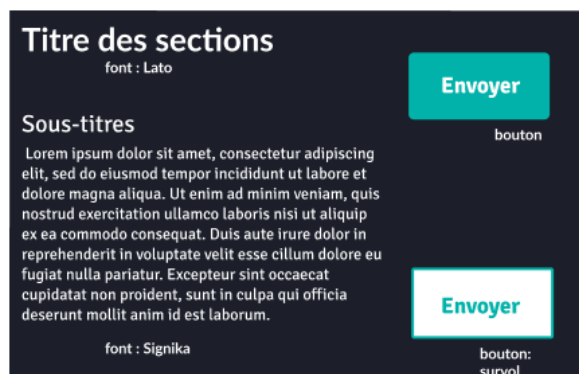 Titre des sections
font : Lato
Envoyer
bouton
Sous-titres
Lorem ipsum dolor sit amet, consectetur adipiscing
elit, sed do eiusmod tempor incididunt ut labore et
dolore magna aliqua. Ut enim ad minim veniam, quis
nostrud exercitation ullamco laboris nisi ut aliquip
ex ea commodo consequat. Duis aute irure dolor in
reprehenderit in voluptate velit esse cillum dolore eu
fugiat nulla pariatur. Excepteur sint occaecat
cupidatat non proident, sunt in culpa qui officia
deserunt mollit anim id est laborum.
font : Signika
Envoyer
bouton:
survol